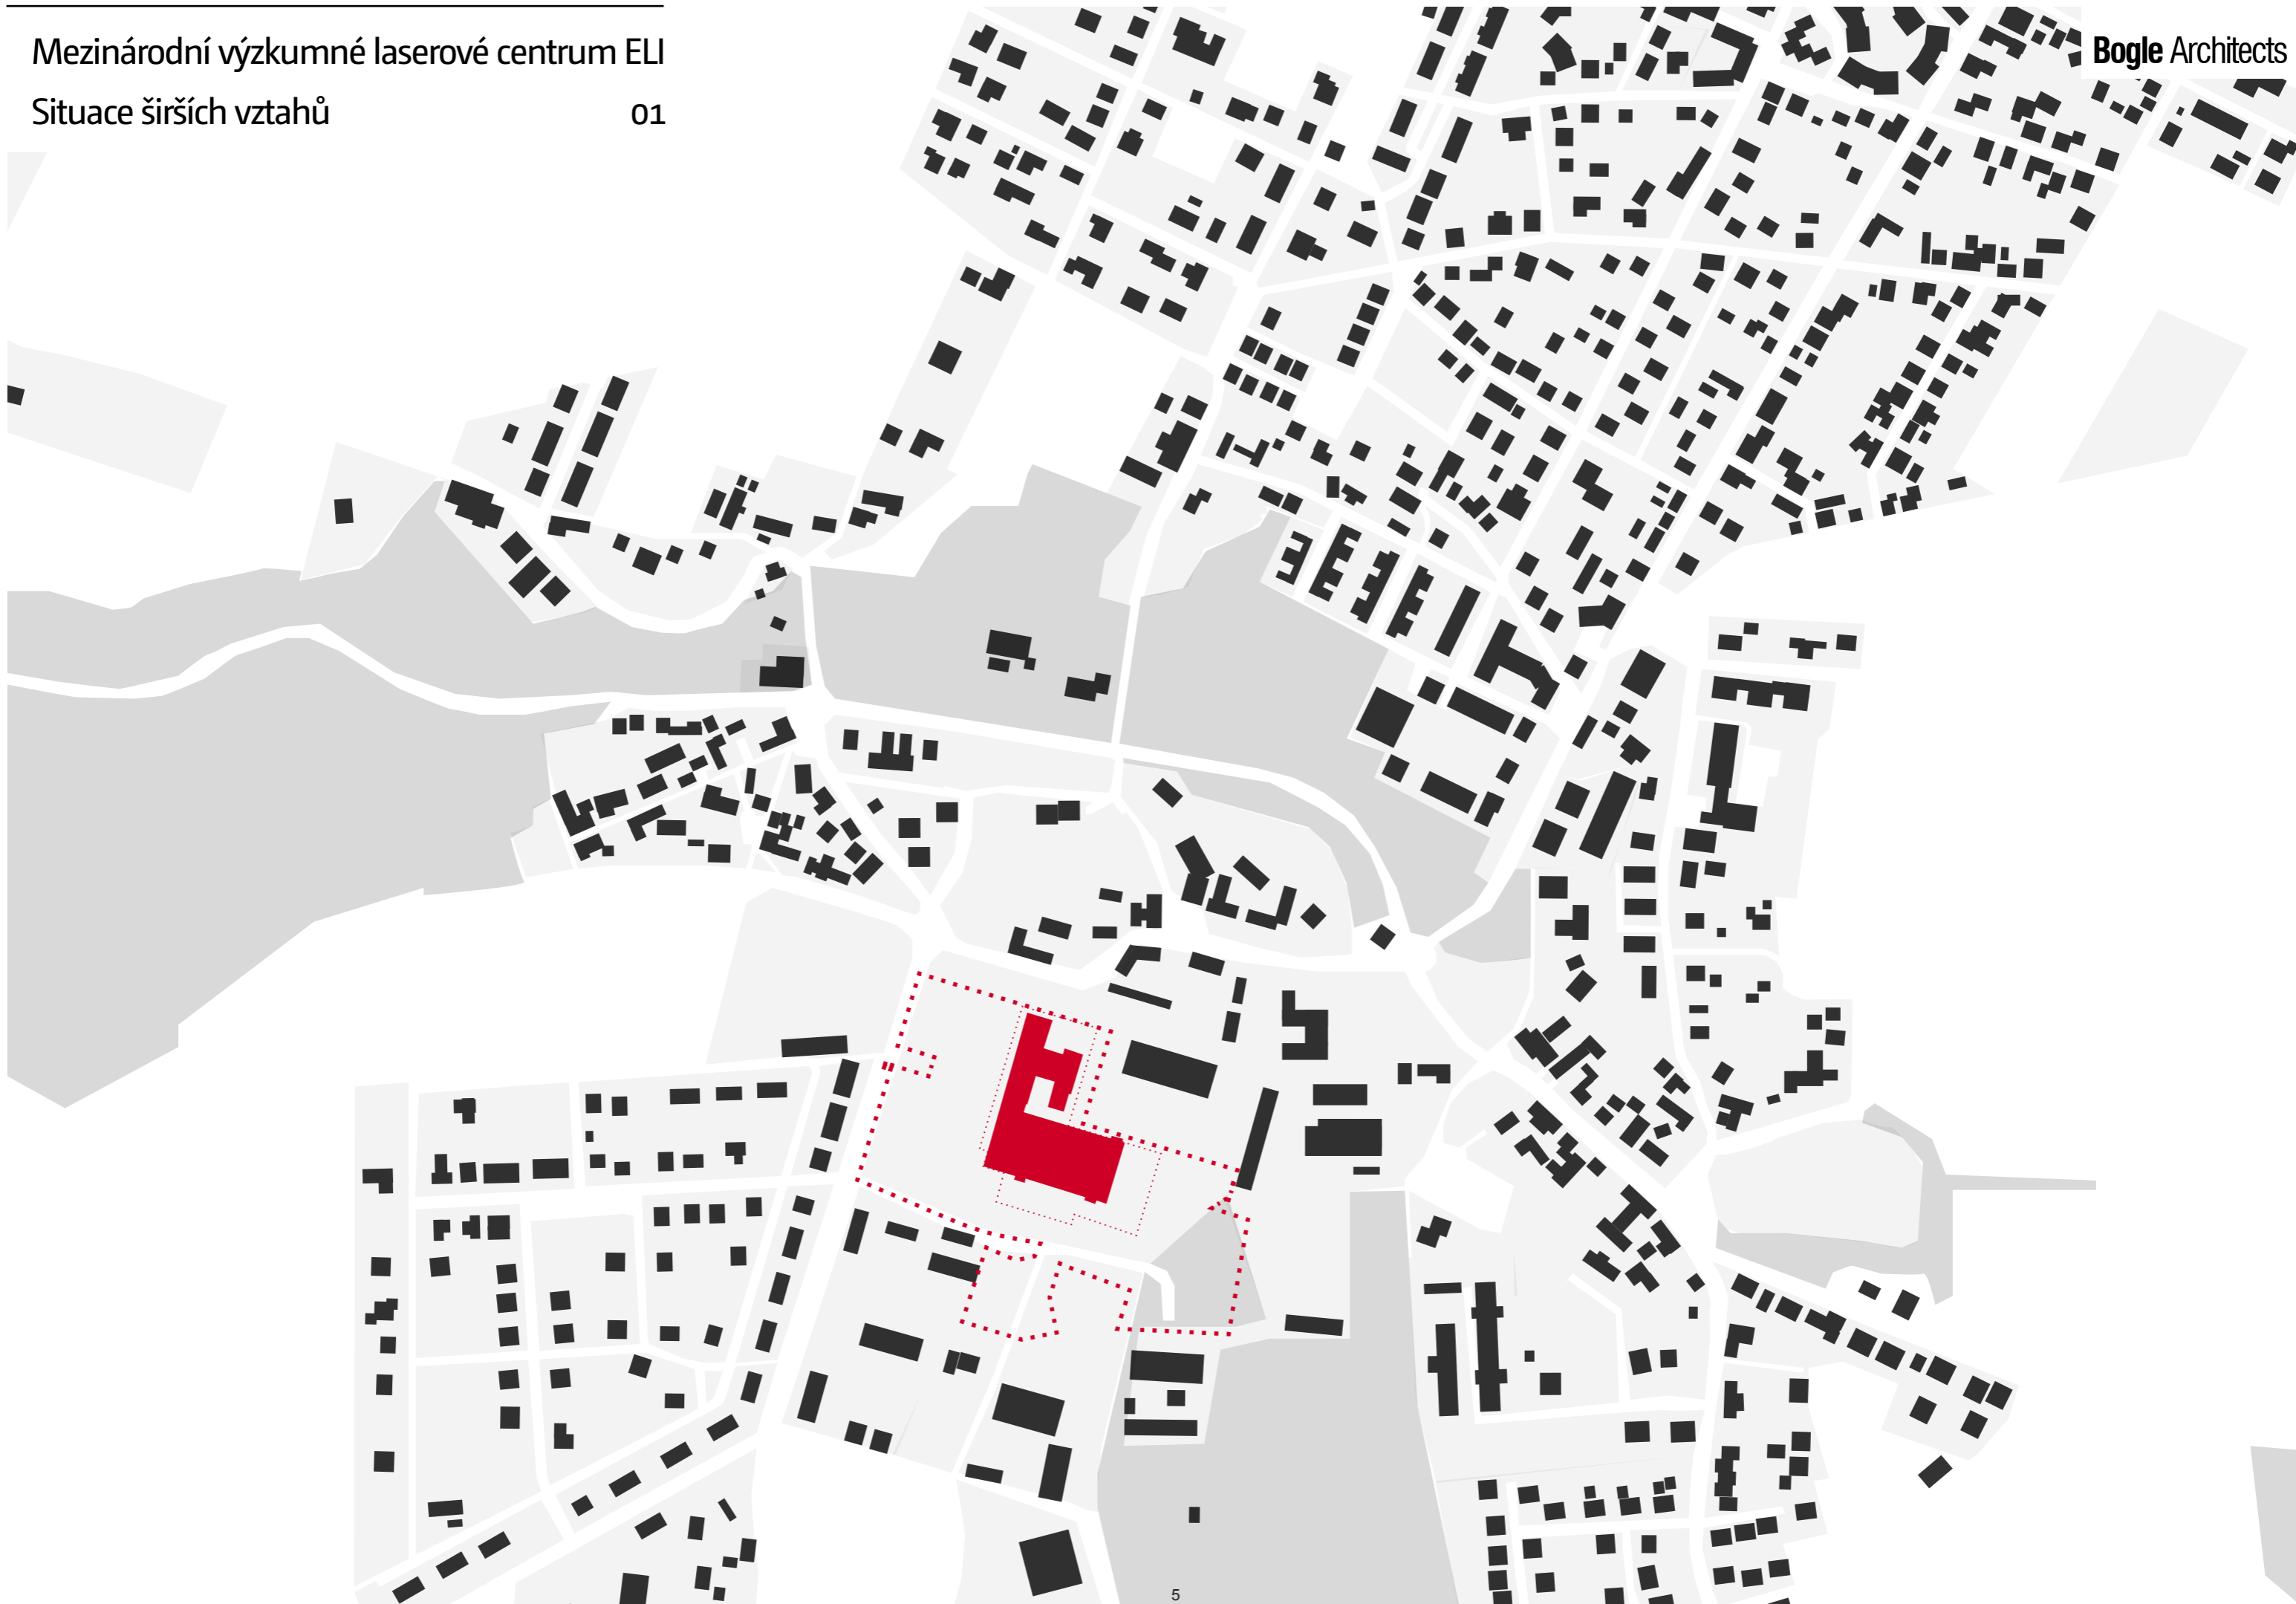 Mezinárodní výzkumné laserové centrum ELI
Situace širších vztahů 01
Bogle Architects
5